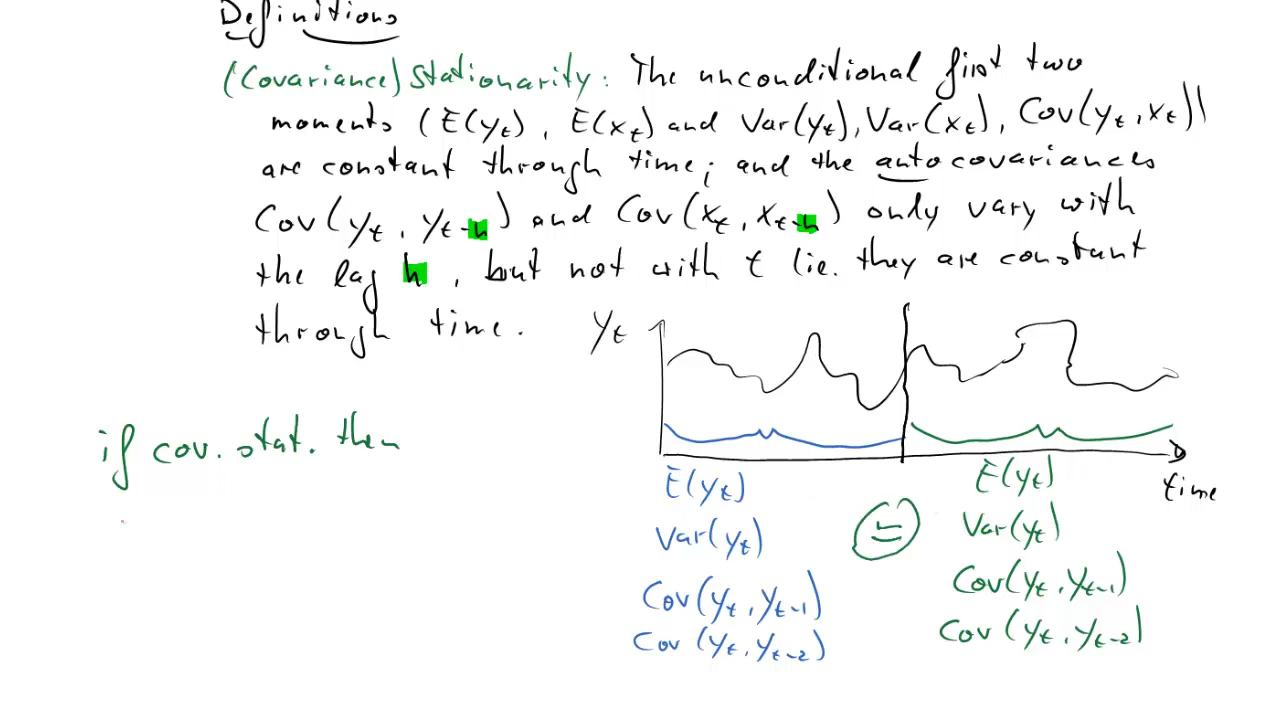 Definitions
(Covariance) Stationarity: The unconditional first two
moments (E(yₜ), E(xₜ) and Var(yₜ), Var(xₜ), Cov(yₜ, xₜ))
are constant through time; and the autocovariances
Cov(yₜ, yₜ₋ₕ) and Cov(xₜ, xₜ₋ₕ) only vary with
the lag h, but not with t (ie. they are constant
through time.
yₜ
if cov. stat. then
time
E(yₜ)
Var(yₜ)
Cov(yₜ, yₜ₋₁)
Cov(yₜ, yₜ₋₂)
=
E(yₜ)
Var(yₜ)
Cov(yₜ, yₜ₋₁)
Cov(yₜ, yₜ₋₂)